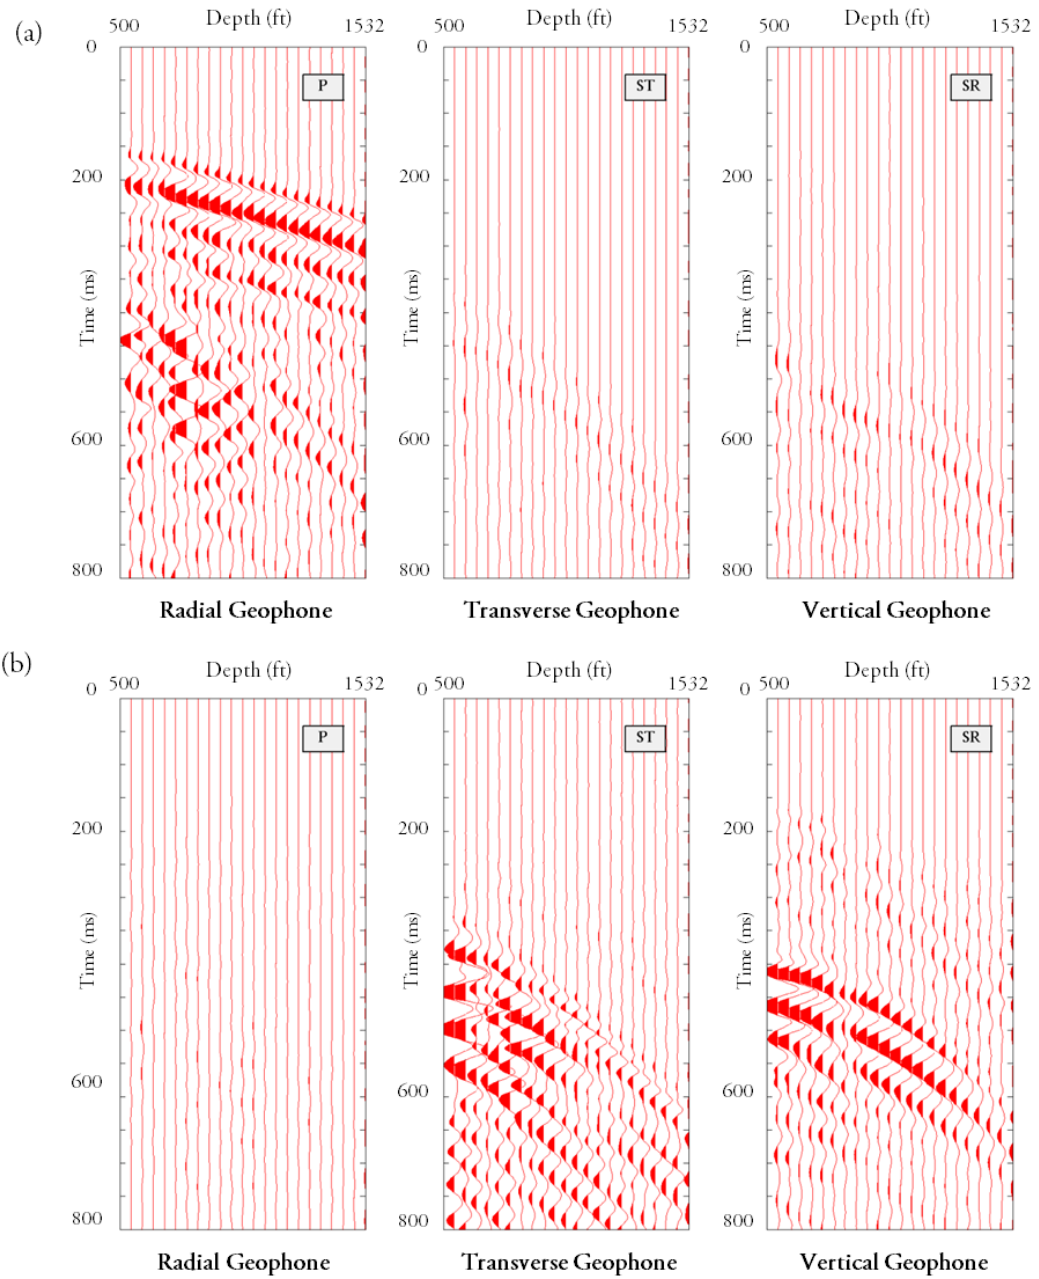 (a)
500 Depth (ft) 1532
500 Depth (ft) 1532
500 Depth (ft) 1532
0
200
Time (ms)
600
800
P
0
200
Time (ms)
600
800
ST
0
200
Time (ms)
600
800
SR
Radial Geophone
Transverse Geophone
Vertical Geophone
(b)
0 500 Depth (ft) 1532
0 500 Depth (ft) 1532
0 500 Depth (ft) 1532
200
Time (ms)
600
800
P
200
Time (ms)
600
800
ST
200
Time (ms)
600
800
SR
Radial Geophone
Transverse Geophone
Vertical Geophone